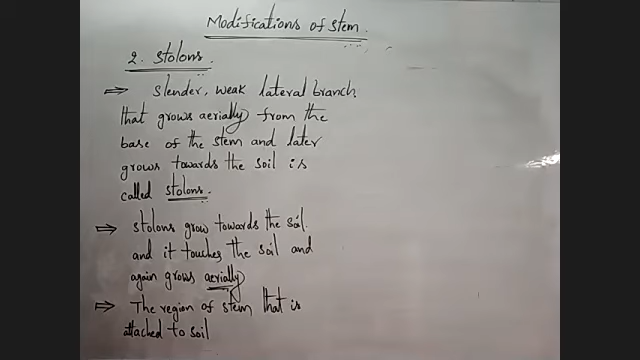 Modifications of stem.
2. Stolons.
⇒ Slender, weak lateral branch
that grows aerially from the
base of the stem and later
grows towards the soil is
called stolons.
⇒ Stolons grow towards the soil.
and it touches the soil and
again grows aerially
⇒ The region of stem that is
attached to soil